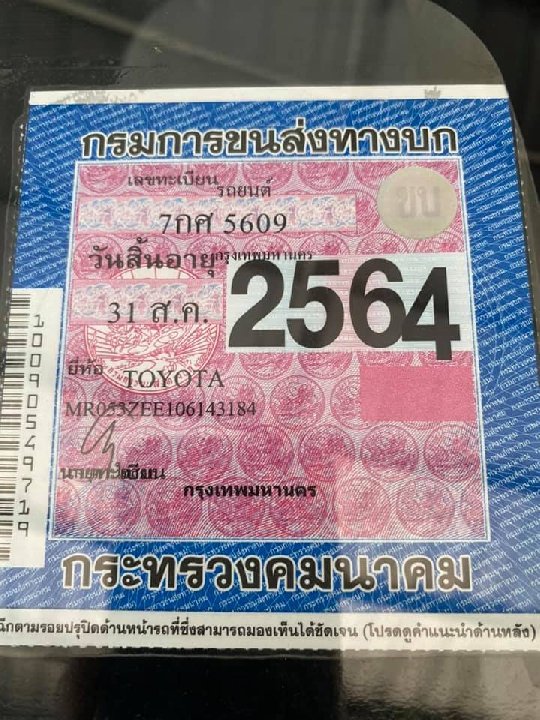 กรมการขนส่งทางบก
เลขทะเบียน รถยนต์
ขบ
7กศ 5609
วันสิ้นอายุ กรุงเทพมหานคร
31 ส.ค. 2564
ยี่ห้อ TOYOTA
MR053ZEE106143184
นายทะเบียน
กรุงเทพมหานคร
10090549719
กระทรวงคมนาคม
ฉีกตามรอยปรุปิดด้านหน้ารถที่ซึ่งสามารถมองเห็นได้ชัดเจน (โปรดดูคำแนะนำด้านหลัง)